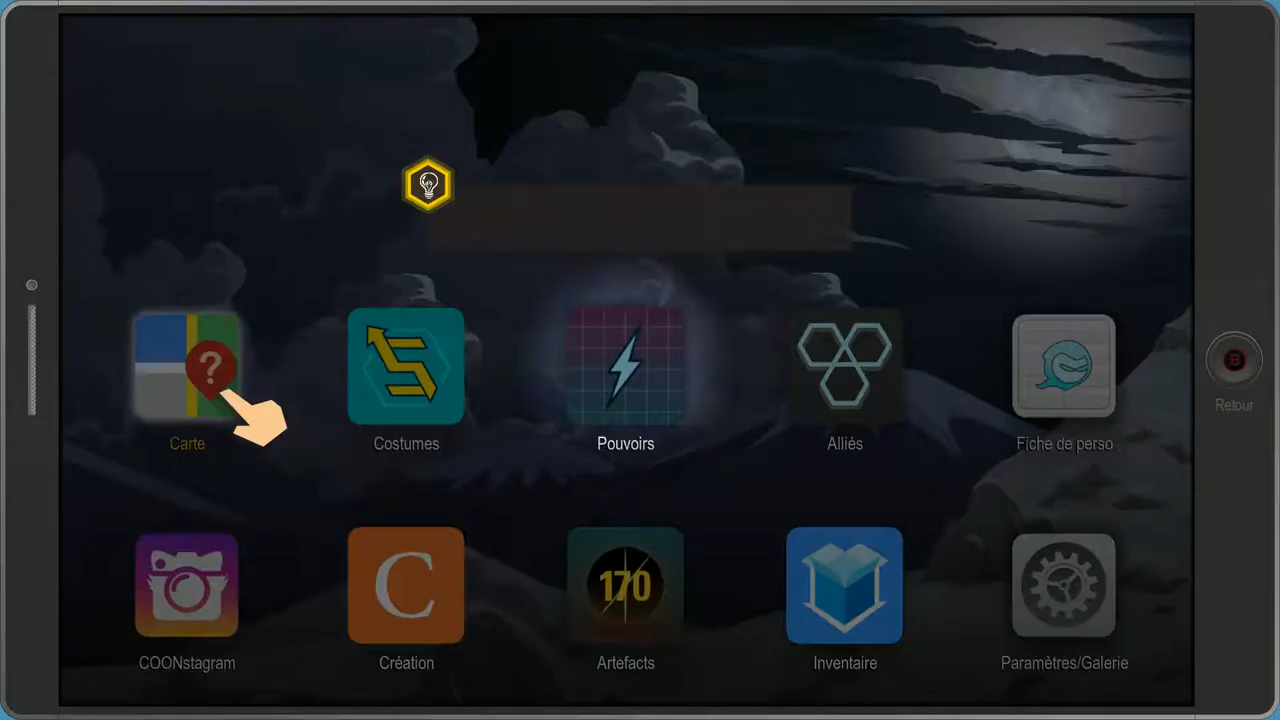 ?
Carte
Costumes
Pouvoirs
Alliés
Fiche de perso
B
Retour
C
170
COONstagram
Création
Artefacts
Inventaire
Paramètres/Galerie